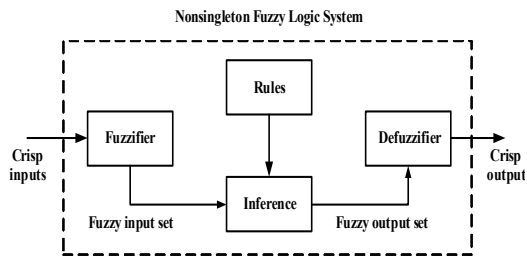 Nonsingleton Fuzzy Logic System
Rules
Fuzzifier
Defuzzifier
Crisp
inputs
Crisp
output
Inference
Fuzzy input set
Fuzzy output set